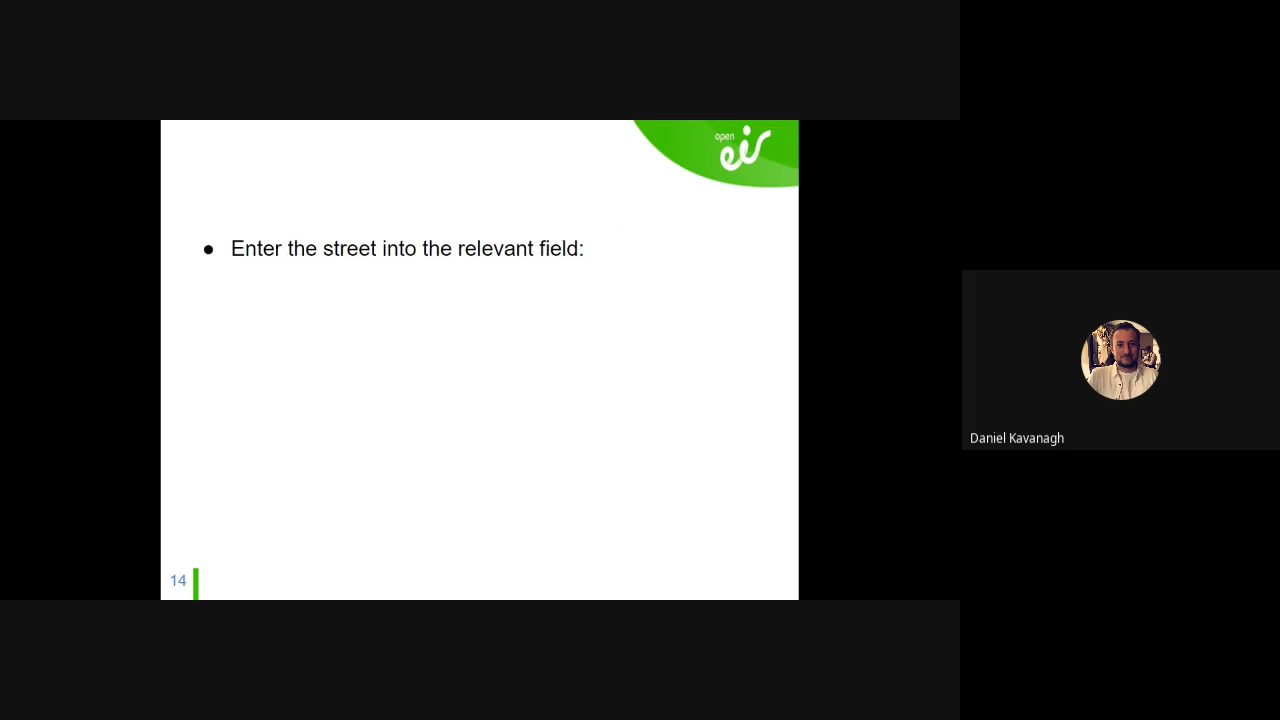 open
eir
● Enter the street into the relevant field:
Daniel Kavanagh
14